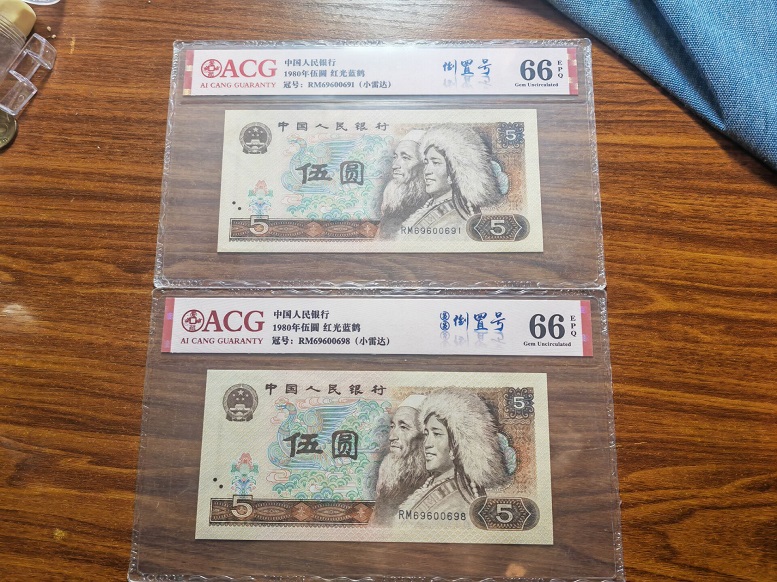 ACG
AI CANG GUARANTY
中国人民银行
1980年伍圆 红光蓝鹤
冠号：RM69600691（小雷达）
倒置号
66 EPQ
Gem Uncirculated
中国人民银行
5
伍圆
5
RM69600691
5
ACG
AI CANG GUARANTY
中国人民银行
1980年伍圆 红光蓝鹤
冠号：RM69600698（小雷达）
倒置号
66 EPQ
Gem Uncirculated
中国人民银行
5
伍圆
5
RM69600698
5